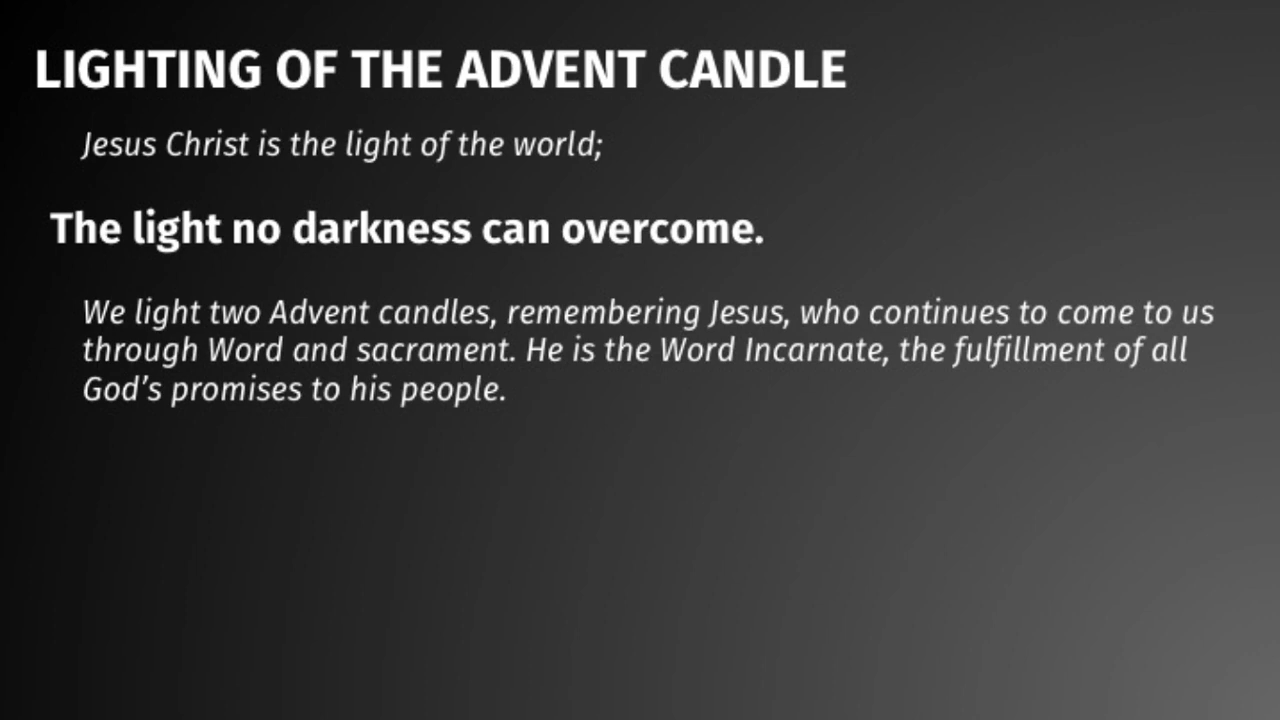 LIGHTING OF THE ADVENT CANDLE
Jesus Christ is the light of the world;
The light no darkness can overcome.
We light two Advent candles, remembering Jesus, who continues to come to us
through Word and sacrament. He is the Word Incarnate, the fulfillment of all
God’s promises to his people.